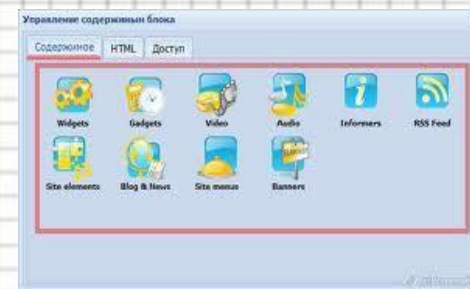 Управление содержимым блока
Содержимое HTML Доступ
Widgets Gadgets Video Audio Informers RSS Feed
Site elements Blog & News Site menus Banners